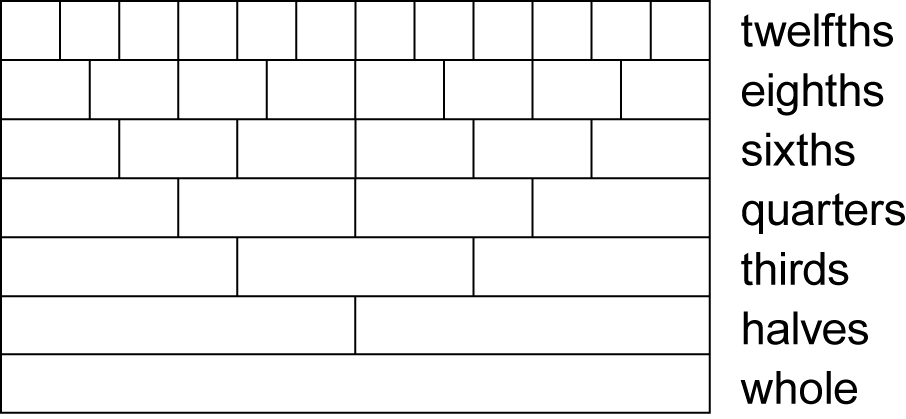 twelfths
eighths
sixths
quarters
thirds
halves
whole